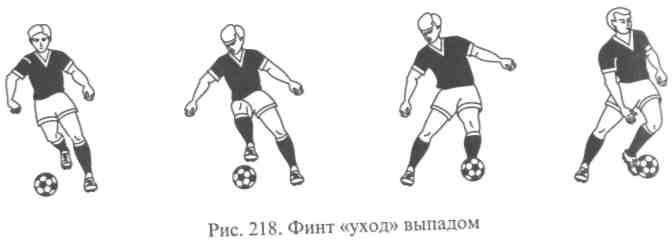 Рис. 218. Финт «уход» выпадом